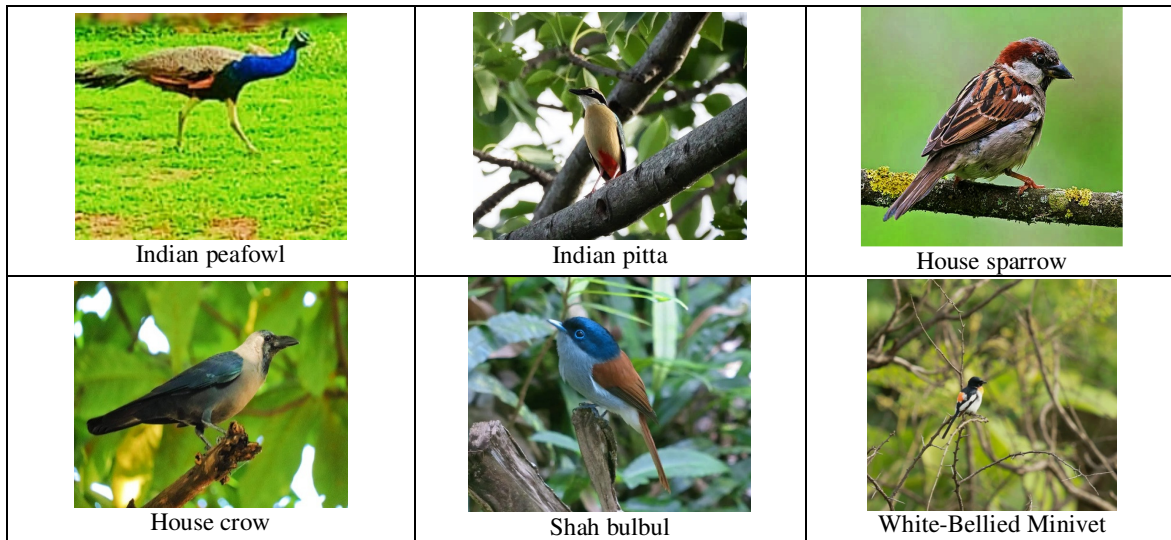 Indian peafowl
Indian pitta
House sparrow
House crow
Shah bulbul
White-Bellied Minivet